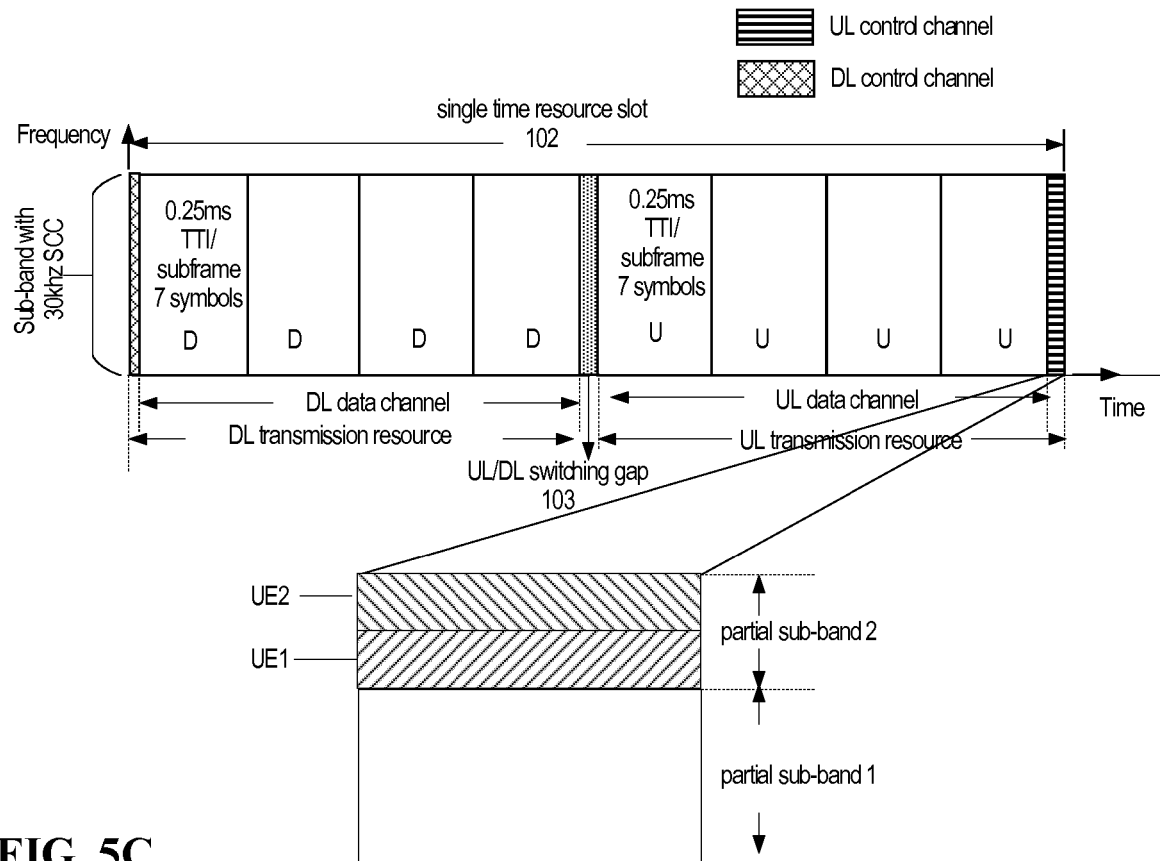 UL control channel
DL control channel
single time resource slot
102
Frequency
Sub-band with
30khz SCC
0.25ms
TTI/
subframe
7 symbols
D
D
D
D
0.25ms
TTI/
subframe
7 symbols
U
U
U
U
DL data channel
UL data channel
Time
DL transmission resource
UL transmission resource
UL/DL switching gap
103
UE2
UE1
partial sub-band 2
partial sub-band 1
FIG. 5C